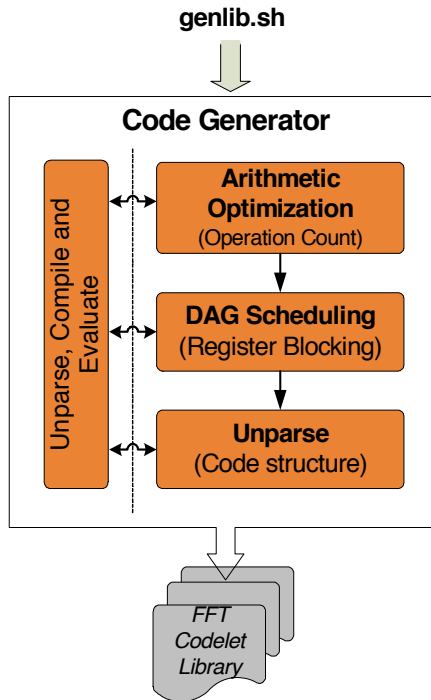 genlib.sh
Code Generator
Unparse, Compile and
Evaluate
Arithmetic
Optimization
(Operation Count)
DAG Scheduling
(Register Blocking)
Unparse
(Code structure)
FFT
Codelet
Library